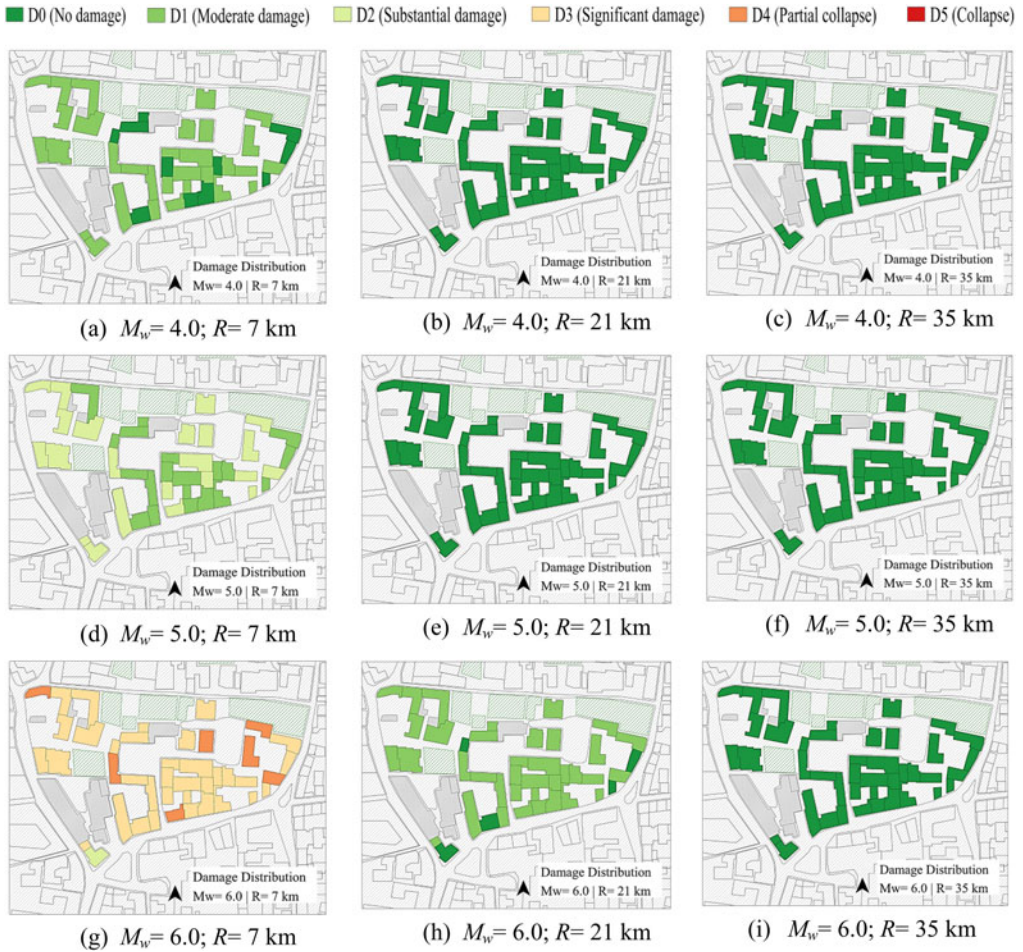 D0 (No damage) D1 (Moderate damage) D2 (Substantial damage) D3 (Significant damage) D4 (Partial collapse) D5 (Collapse)
Damage Distribution
Mw= 4.0 | R= 7 km
Damage Distribution
Mw= 4.0 | R= 21 km
Damage Distribution
Mw= 4.0 | R= 35 km
(a) Mw= 4.0; R= 7 km
(b) Mw= 4.0; R= 21 km
(c) Mw= 4.0; R= 35 km
Damage Distribution
Mw= 5.0 | R= 7 km
Damage Distribution
Mw= 5.0 | R= 21 km
Damage Distribution
Mw= 5.0 | R= 35 km
(d) Mw= 5.0; R= 7 km
(e) Mw= 5.0; R= 21 km
(f) Mw= 5.0; R= 35 km
Damage Distribution
Mw= 6.0 | R= 7 km
Damage Distribution
Mw= 6.0 | R= 21 km
Damage Distribution
Mw= 6.0 | R= 35 km
(g) Mw= 6.0; R= 7 km
(h) Mw= 6.0; R= 21 km
(i) Mw= 6.0; R= 35 km